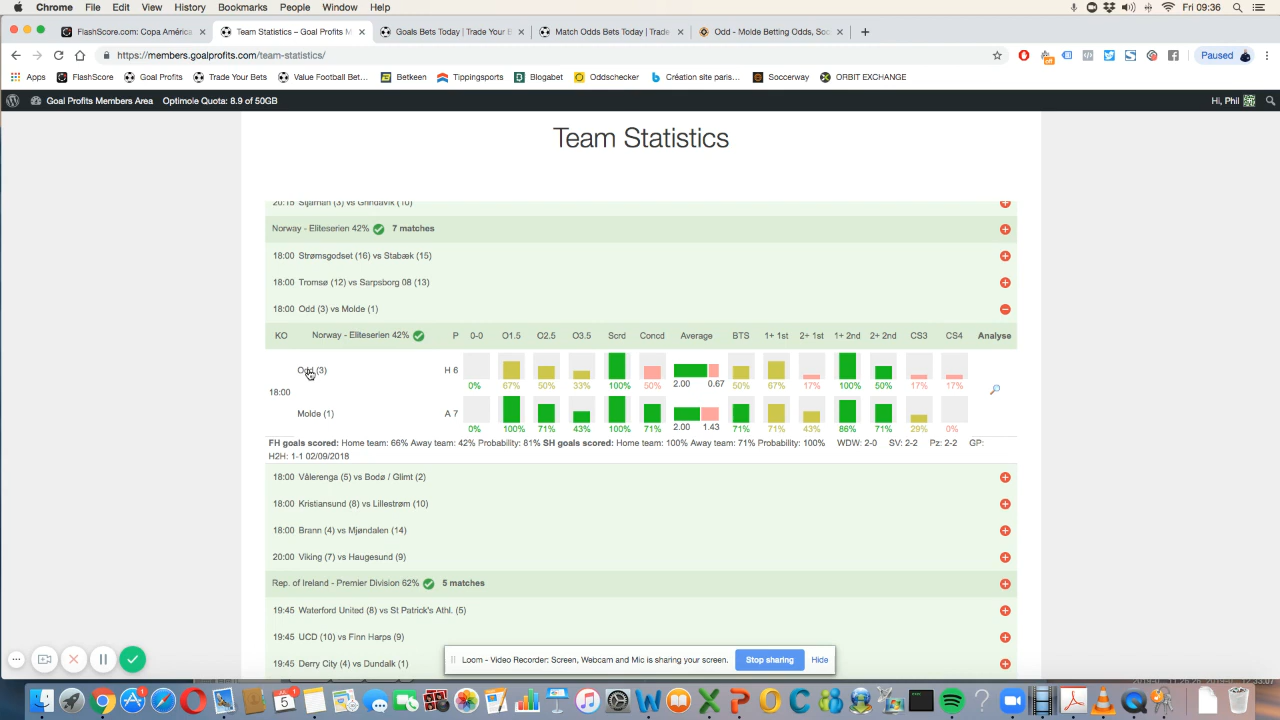 Chrome File Edit View History Bookmarks People Window Help Fri 09:36
FlashScore.com: Copa América Team Statistics – Goal Profits M Goals Bets Today | Trade Your B Match Odds Bets Today | Trade Odd - Molde Betting Odds, Soc
https://members.goalprofits.com/team-statistics/ Paused
Apps FlashScore Goal Profits Trade Your Bets Value Football Bet... Betkeen Tippingsports Blogabet Oddschecker Création site paris... Soccerway ORBIT EXCHANGE
Goal Profits Members Area Optimole Quota: 8.9 of 50GB Hi, Phil
Team Statistics
20:15 Stjarnan (3) vs Grindavik (10)
Norway - Eliteserien 42% 7 matches
18:00 Strømsgodset (16) vs Stabæk (15)
18:00 Tromsø (12) vs Sarpsborg 08 (13)
18:00 Odd (3) vs Molde (1)
KO Norway - Eliteserien 42% P 0-0 O1.5 O2.5 O3.5 Scrd Concd Average BTS 1+ 1st 2+ 1st 1+ 2nd 2+ 2nd CS3 CS4 Analyse
Odd (3) H 6
0% 67% 50% 33% 100% 50% 2.00 0.67 50% 67% 17% 100% 50% 17% 17%
18:00
Molde (1) A 7
0% 100% 71% 43% 100% 71% 2.00 1.43 71% 71% 43% 86% 71% 29% 0%
FH goals scored: Home team: 66% Away team: 42% Probability: 81% SH goals scored: Home team: 100% Away team: 71% Probability: 100% WDW: 2-0 SV: 2-2 Pz: 2-2 GP:
H2H: 1-1 02/09/2018
18:00 Vålerenga (5) vs Bodø / Glimt (2)
18:00 Kristiansund (8) vs Lillestrøm (10)
18:00 Brann (4) vs Mjøndalen (14)
20:00 Viking (7) vs Haugesund (9)
Rep. of Ireland - Premier Division 62% 5 matches
19:45 Waterford United (8) vs St Patrick's Athl. (5)
19:45 UCD (10) vs Finn Harps (9)
19:45 Derry City (4) vs Dundalk (1)
Loom - Video Recorder: Screen, Webcam and Mic is sharing your screen. Stop sharing Hide